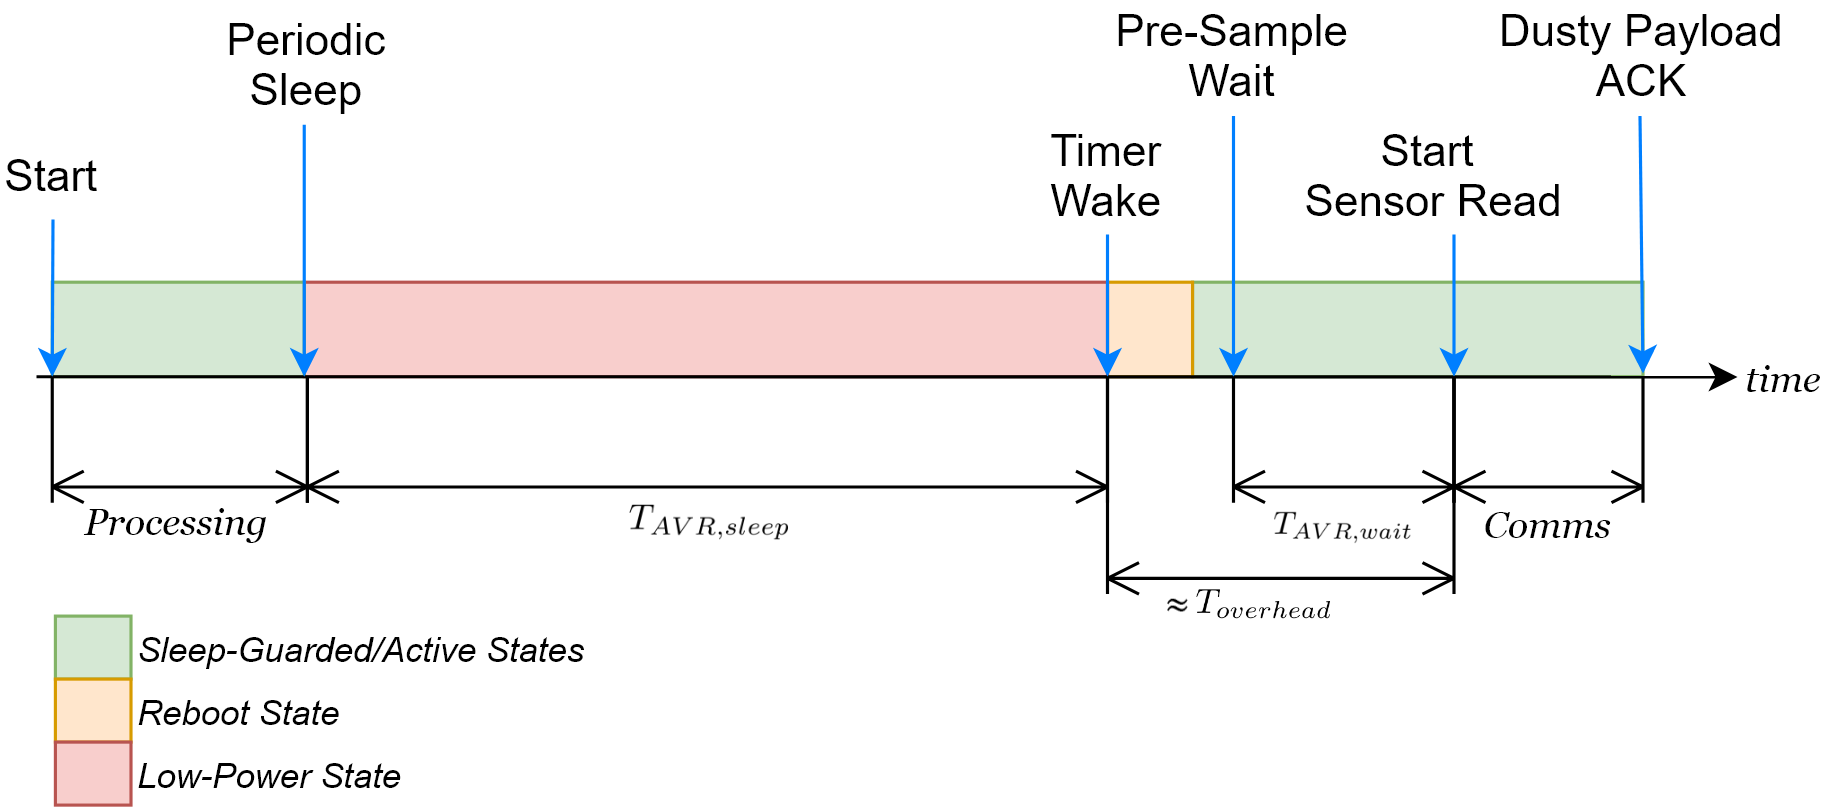 Start
Periodic
Sleep
Timer
Wake
Pre-Sample
Wait
Start
Sensor Read
Dusty Payload
ACK
time
Processing
T_{AVR,sleep}
T_{AVR,wait}
Comms
≈ T_{overhead}
Sleep-Guarded/Active States
Reboot State
Low-Power State